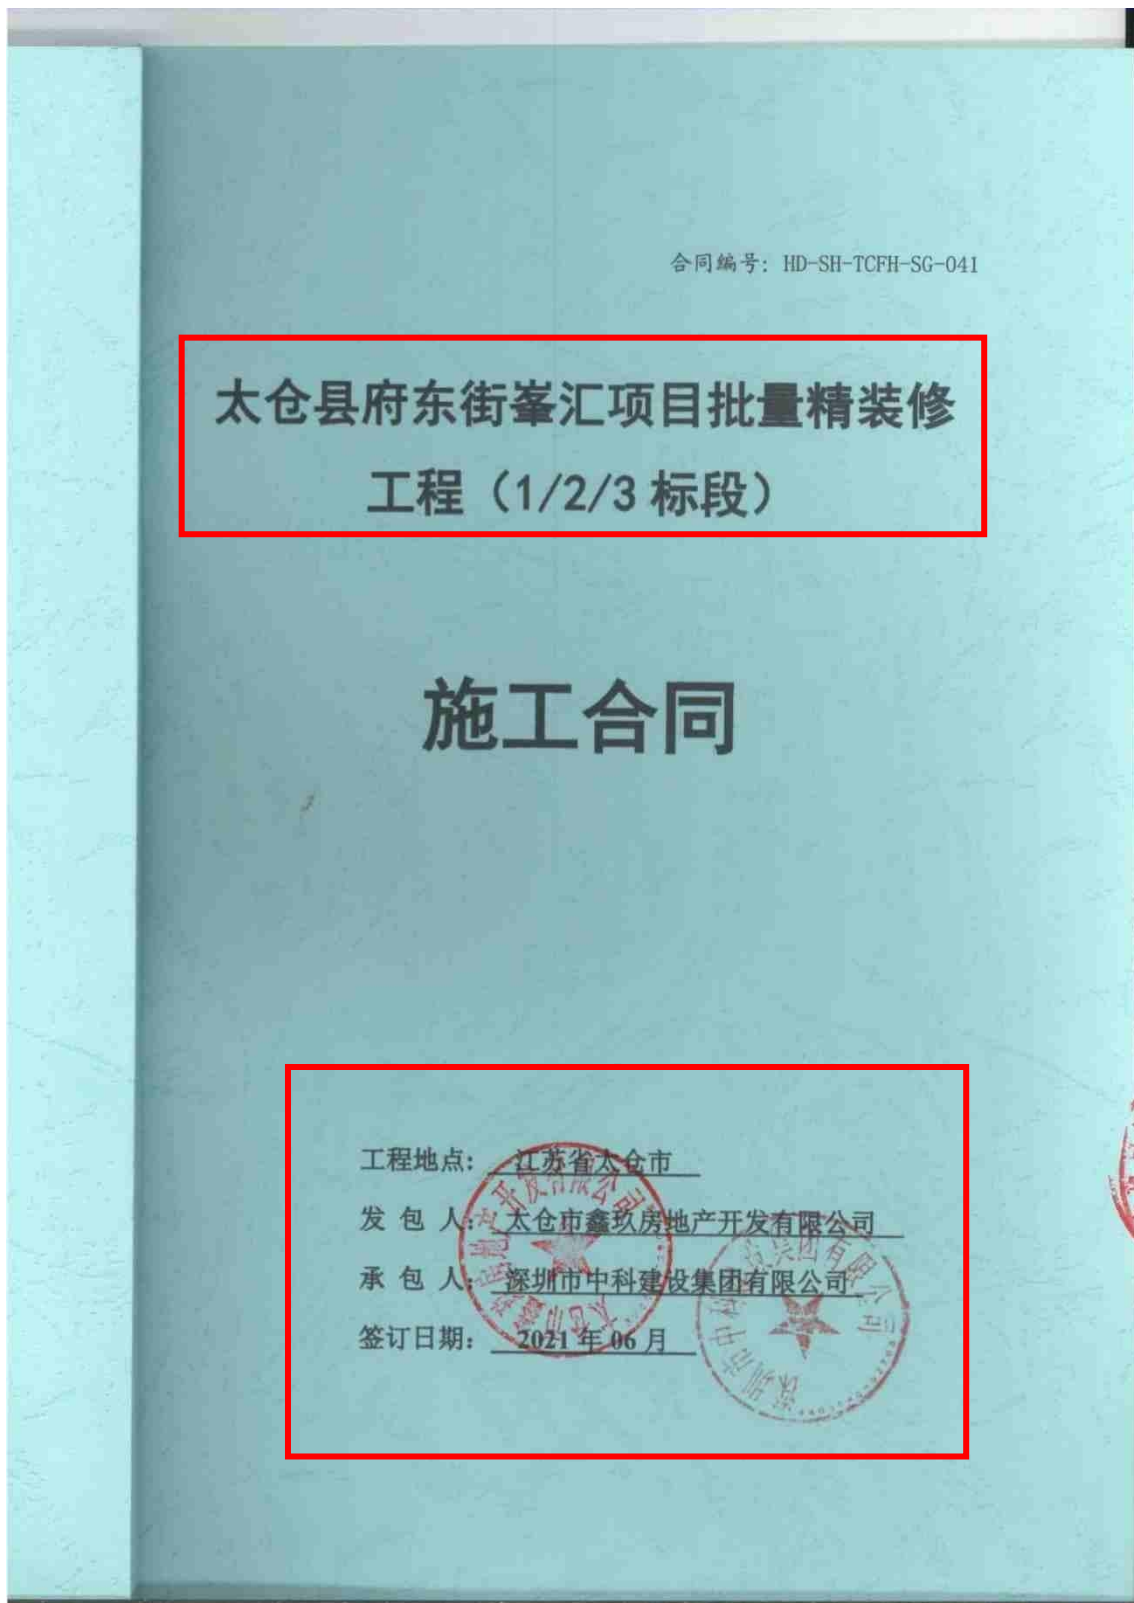 合同编号：HD-SH-TCFH-SG-041
太仓县府东街峯汇项目批量精装修
工程（1/2/3 标段）
施工合同
工程地点：江苏省太仓市
发 包 人：太仓市鑫玖房地产开发有限公司
承 包 人：深圳市中科建设集团有限公司
签订日期：2021 年 06 月